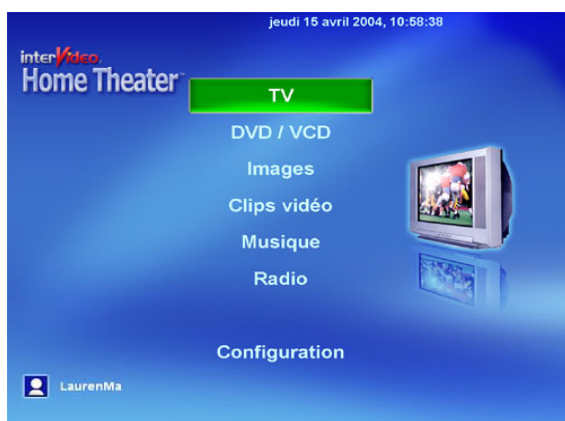 jeudi 15 avril 2004, 10:58:38
interVideo.
Home Theater™
TV
DVD / VCD
Images
Clips vidéo
Musique
Radio
Configuration
LaurenMa